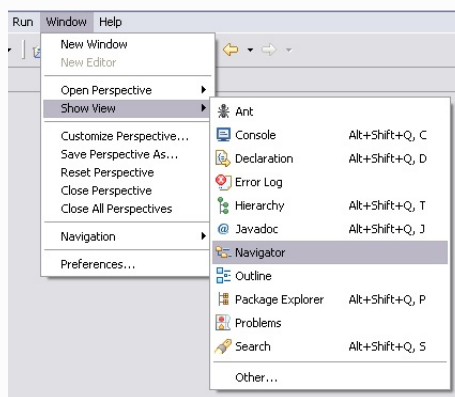 Run Window Help
New Window
New Editor
Open Perspective
Show View
Customize Perspective...
Save Perspective As...
Reset Perspective
Close Perspective
Close All Perspectives
Navigation
Preferences...
Ant
Console Alt+Shift+Q, C
Declaration Alt+Shift+Q, D
Error Log
Hierarchy Alt+Shift+Q, T
Javadoc Alt+Shift+Q, J
Navigator
Outline
Package Explorer Alt+Shift+Q, P
Problems
Search Alt+Shift+Q, S
Other...